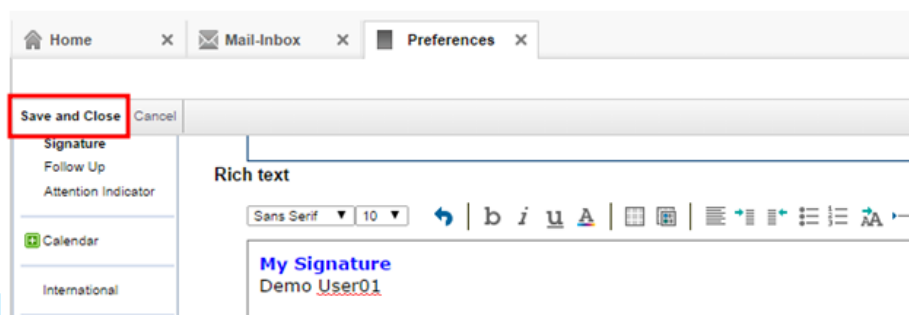 Home Mail-Inbox Preferences
Save and Close Cancel
Signature
Follow Up
Attention Indicator
Calendar
International
Rich text
Sans Serif 10 b i u A AA
My Signature
Demo User01